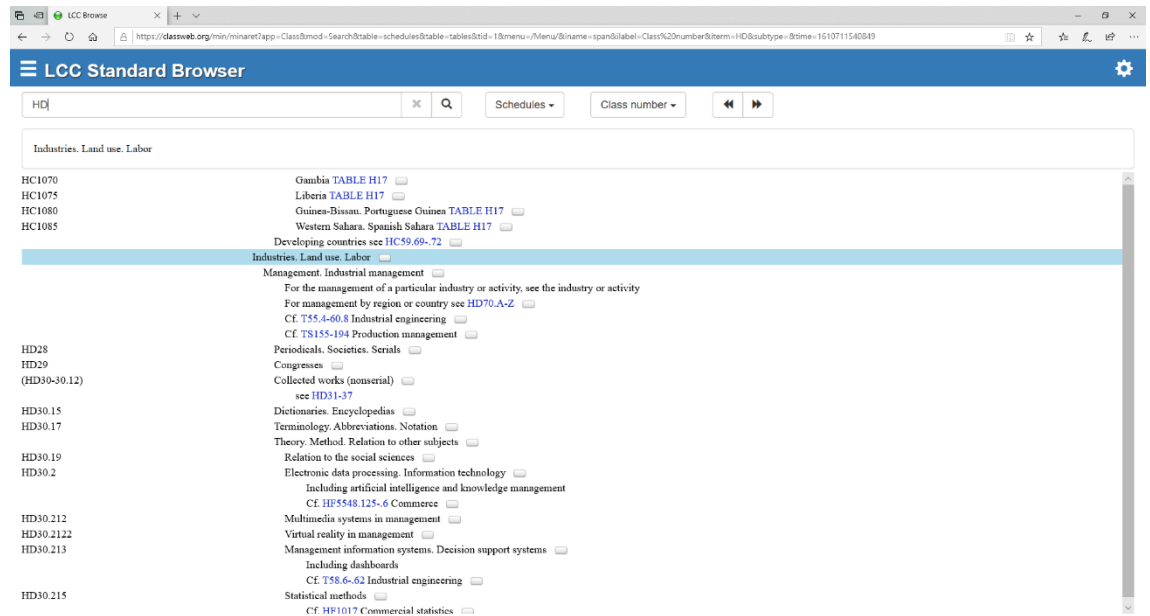 LCC Browse
https://classweb.org/min/minaret?app=Class&mod=Search&table=schedules&table=tables&tid=1&menu=/Menu/&iname=span&ilabel=Class%20number&iterm=HD&subtype=&time=1610711540849
LCC Standard Browser
HD Schedules Class number
Industries. Land use. Labor
HC1070 Gambia TABLE H17
HC1075 Liberia TABLE H17
HC1080 Guinea-Bissau. Portuguese Guinea TABLE H17
HC1085 Western Sahara. Spanish Sahara TABLE H17
Developing countries see HC59.69-.72
Industries. Land use. Labor
Management. Industrial management
For the management of a particular industry or activity, see the industry or activity
For management by region or country see HD70.A-Z
Cf. T55.4-60.8 Industrial engineering
Cf. TS155-194 Production management
HD28 Periodicals. Societies. Serials
HD29 Congresses
(HD30-30.12) Collected works (nonserial)
see HD31-37
HD30.15 Dictionaries. Encyclopedias
HD30.17 Terminology. Abbreviations. Notation
Theory. Method. Relation to other subjects
HD30.19 Relation to the social sciences
HD30.2 Electronic data processing. Information technology
Including artificial intelligence and knowledge management
Cf. HF5548.125-.6 Commerce
HD30.212 Multimedia systems in management
HD30.2122 Virtual reality in management
HD30.213 Management information systems. Decision support systems
Including dashboards
Cf. T58.6-.62 Industrial engineering
HD30.215 Statistical methods
Cf. HF1017 Commercial statistics